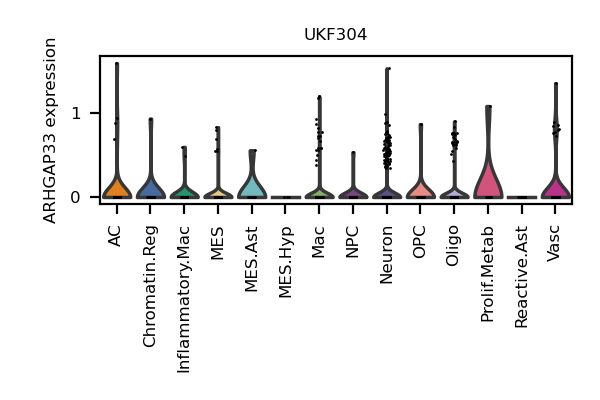 UKF304
ARHGAP33 expression
1
0
AC
Chromatin.Reg
Inflammatory.Mac
MES
MES.Ast
MES.Hyp
Mac
NPC
Neuron
OPC
Oligo
Prolif.Metab
Reactive.Ast
Vasc